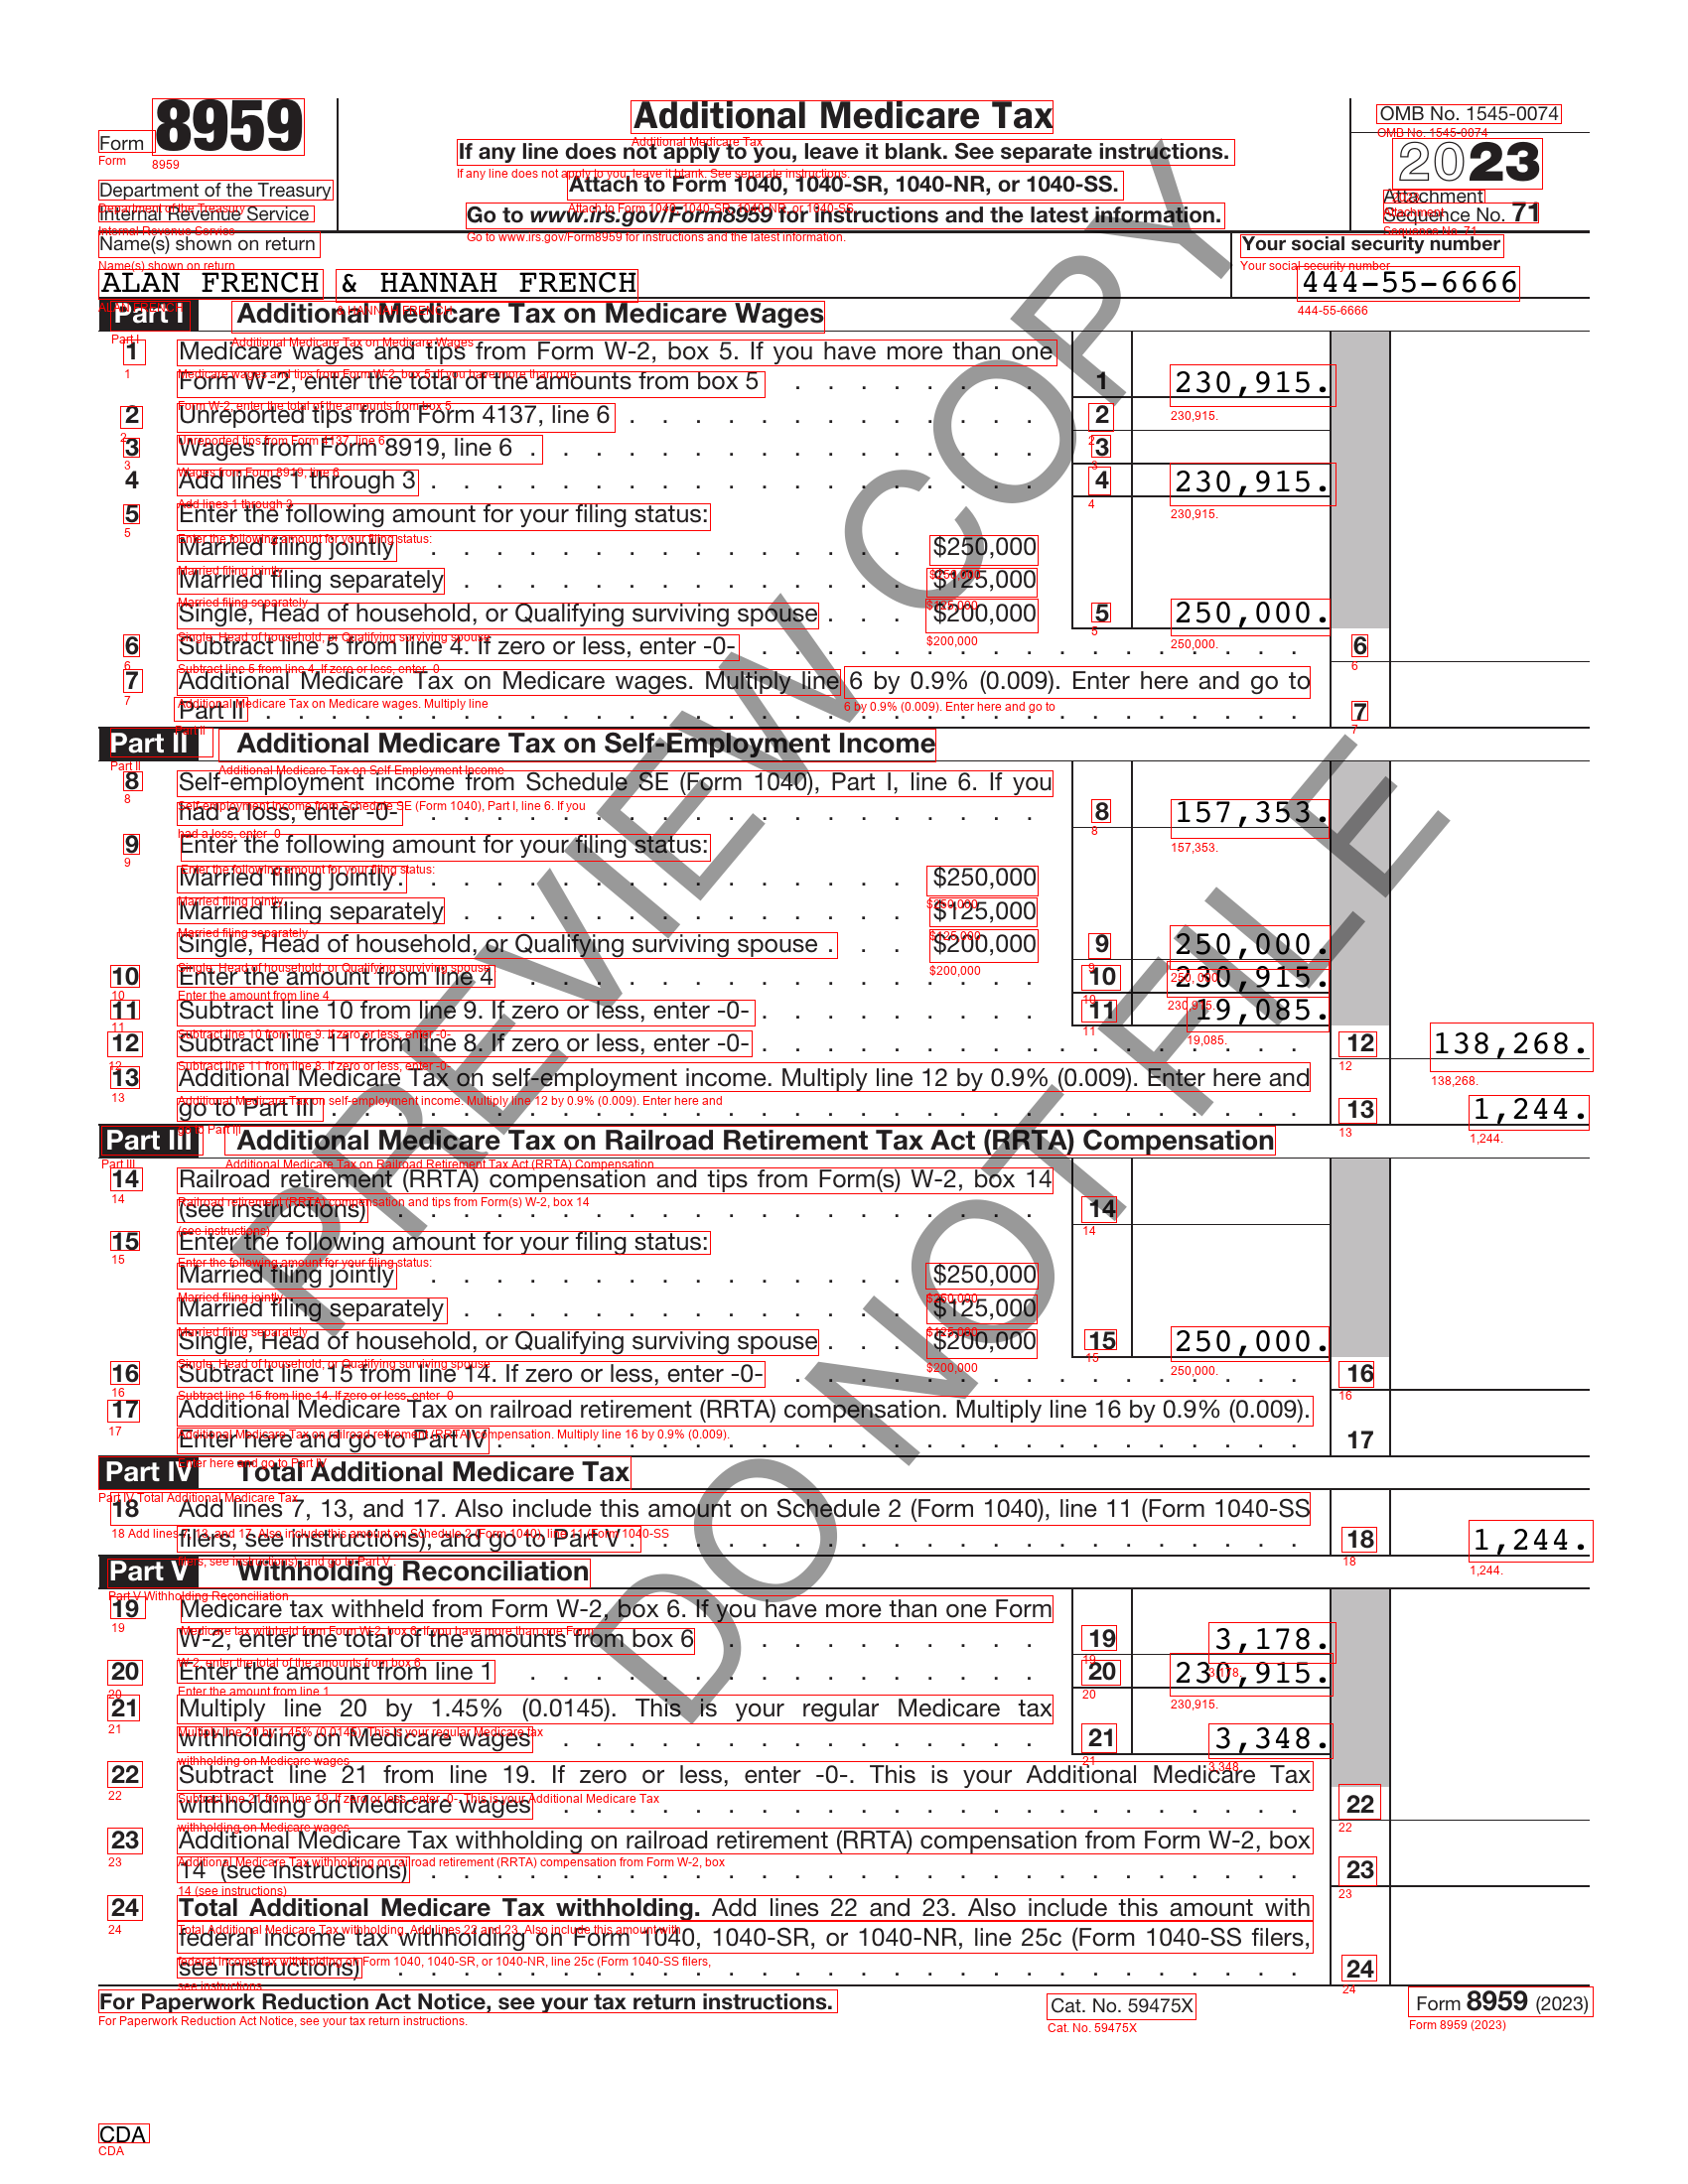 Form 8959
Additional Medicare Tax
OMB No. 1545-0074
If any line does not apply to you, leave it blank. See separate instructions.
2023
Department of the Treasury
Attach to Form 1040, 1040-SR, 1040-NR, or 1040-SS.
Attachment
Internal Revenue Service
Go to www.irs.gov/Form8959 for instructions and the latest information.
Sequence No. 71
Name(s) shown on return
Your social security number
ALAN FRENCH & HANNAH FRENCH
444-55-6666
Part I Additional Medicare Tax on Medicare Wages
1 Medicare wages and tips from Form W-2, box 5. If you have more than one
Form W-2, enter the total of the amounts from box 5 1 230,915.
2 Unreported tips from Form 4137, line 6 2
3 Wages from Form 8919, line 6 3
4 Add lines 1 through 3 4 230,915.
5 Enter the following amount for your filing status:
Married filing jointly $250,000
Married filing separately $125,000
Single, Head of household, or Qualifying surviving spouse $200,000 5 250,000.
6 Subtract line 5 from line 4. If zero or less, enter -0- 6
7 Additional Medicare Tax on Medicare wages. Multiply line 6 by 0.9% (0.009). Enter here and go to
Part II 7
Part II Additional Medicare Tax on Self-Employment Income
8 Self-employment income from Schedule SE (Form 1040), Part I, line 6. If you
had a loss, enter -0- 8 157,353.
9 Enter the following amount for your filing status:
Married filing jointly $250,000
Married filing separately $125,000
Single, Head of household, or Qualifying surviving spouse $200,000 9 250,000.
10 Enter the amount from line 4 10 230,915.
11 Subtract line 10 from line 9. If zero or less, enter -0- 11 19,085.
12 Subtract line 11 from line 8. If zero or less, enter -0- 12 138,268.
13 Additional Medicare Tax on self-employment income. Multiply line 12 by 0.9% (0.009). Enter here and
go to Part III 13 1,244.
Part III Additional Medicare Tax on Railroad Retirement Tax Act (RRTA) Compensation
14 Railroad retirement (RRTA) compensation and tips from Form(s) W-2, box 14
(see instructions) 14
15 Enter the following amount for your filing status:
Married filing jointly $250,000
Married filing separately $125,000
Single, Head of household, or Qualifying surviving spouse $200,000 15 250,000.
16 Subtract line 15 from line 14. If zero or less, enter -0- 16
17 Additional Medicare Tax on railroad retirement (RRTA) compensation. Multiply line 16 by 0.9% (0.009).
Enter here and go to Part IV 17
Part IV Total Additional Medicare Tax
18 Add lines 7, 13, and 17. Also include this amount on Schedule 2 (Form 1040), line 11 (Form 1040-SS
filers, see instructions), and go to Part V 18 1,244.
Part V Withholding Reconciliation
19 Medicare tax withheld from Form W-2, box 6. If you have more than one Form
W-2, enter the total of the amounts from box 6 19 3,178.
20 Enter the amount from line 1 20 230,915.
21 Multiply line 20 by 1.45% (0.0145). This is your regular Medicare tax
withholding on Medicare wages 21 3,348.
22 Subtract line 21 from line 19. If zero or less, enter -0-. This is your Additional Medicare Tax
withholding on Medicare wages 22
23 Additional Medicare Tax withholding on railroad retirement (RRTA) compensation from Form W-2, box
14 (see instructions) 23
24 Total Additional Medicare Tax withholding. Add lines 22 and 23. Also include this amount with
federal income tax withholding on Form 1040, 1040-SR, or 1040-NR, line 25c (Form 1040-SS filers,
see instructions) 24
For Paperwork Reduction Act Notice, see your tax return instructions. Cat. No. 59475X Form 8959 (2023)
CDA
PREVIEW COPY
DO NOT FILE